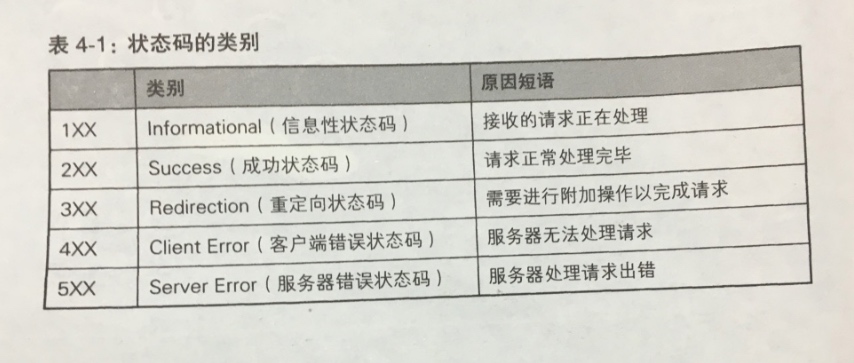 表 4-1：状态码的类别
类别 原因短语
1XX Informational（信息性状态码） 接收的请求正在处理
2XX Success（成功状态码） 请求正常处理完毕
3XX Redirection（重定向状态码） 需要进行附加操作以完成请求
4XX Client Error（客户端错误状态码） 服务器无法处理请求
5XX Server Error（服务器错误状态码） 服务器处理请求出错